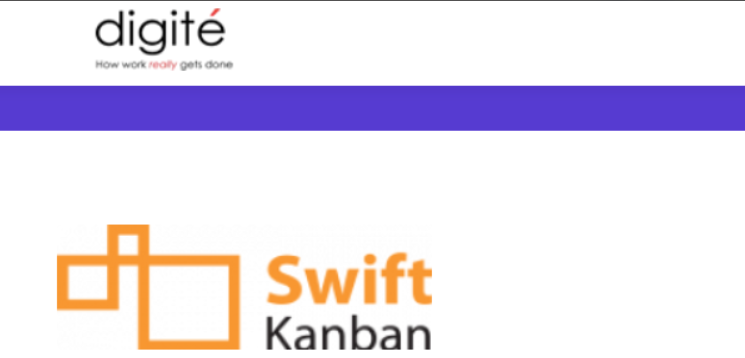 digité
How work really gets done
Swift
Kanban